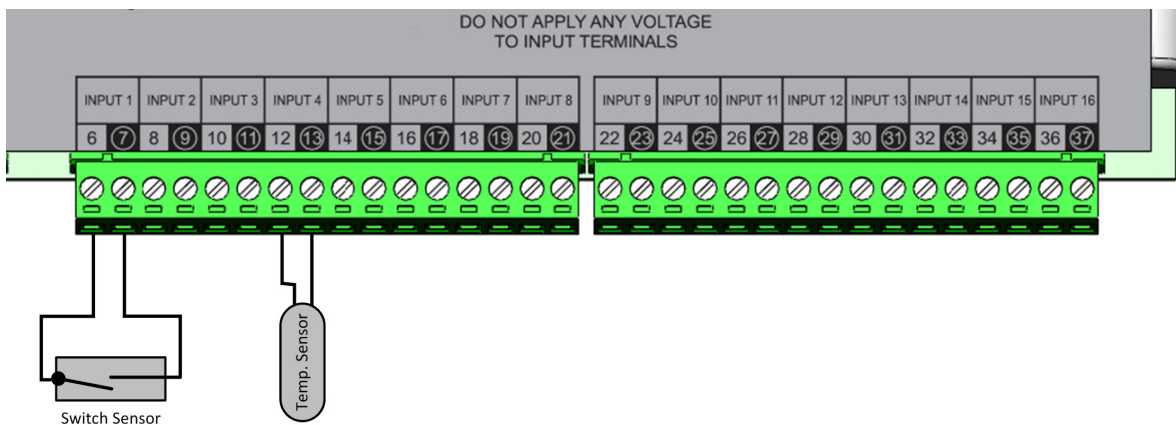 DO NOT APPLY ANY VOLTAGE
TO INPUT TERMINALS
INPUT 1 INPUT 2 INPUT 3 INPUT 4 INPUT 5 INPUT 6 INPUT 7 INPUT 8 INPUT 9 INPUT 10 INPUT 11 INPUT 12 INPUT 13 INPUT 14 INPUT 15 INPUT 16
6 7 8 9 10 11 12 13 14 15 16 17 18 19 20 21 22 23 24 25 26 27 28 29 30 31 32 33 34 35 36 37
Temp. Sensor
Switch Sensor